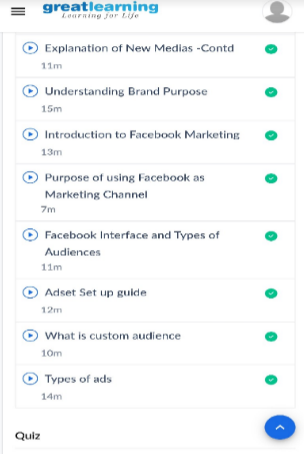 greatlearning
Learning for Life
Explanation of New Medias -Contd
11m
Understanding Brand Purpose
15m
Introduction to Facebook Marketing
13m
Purpose of using Facebook as
Marketing Channel
7m
Facebook Interface and Types of
Audiences
11m
Adset Set up guide
12m
What is custom audience
10m
Types of ads
14m
Quiz